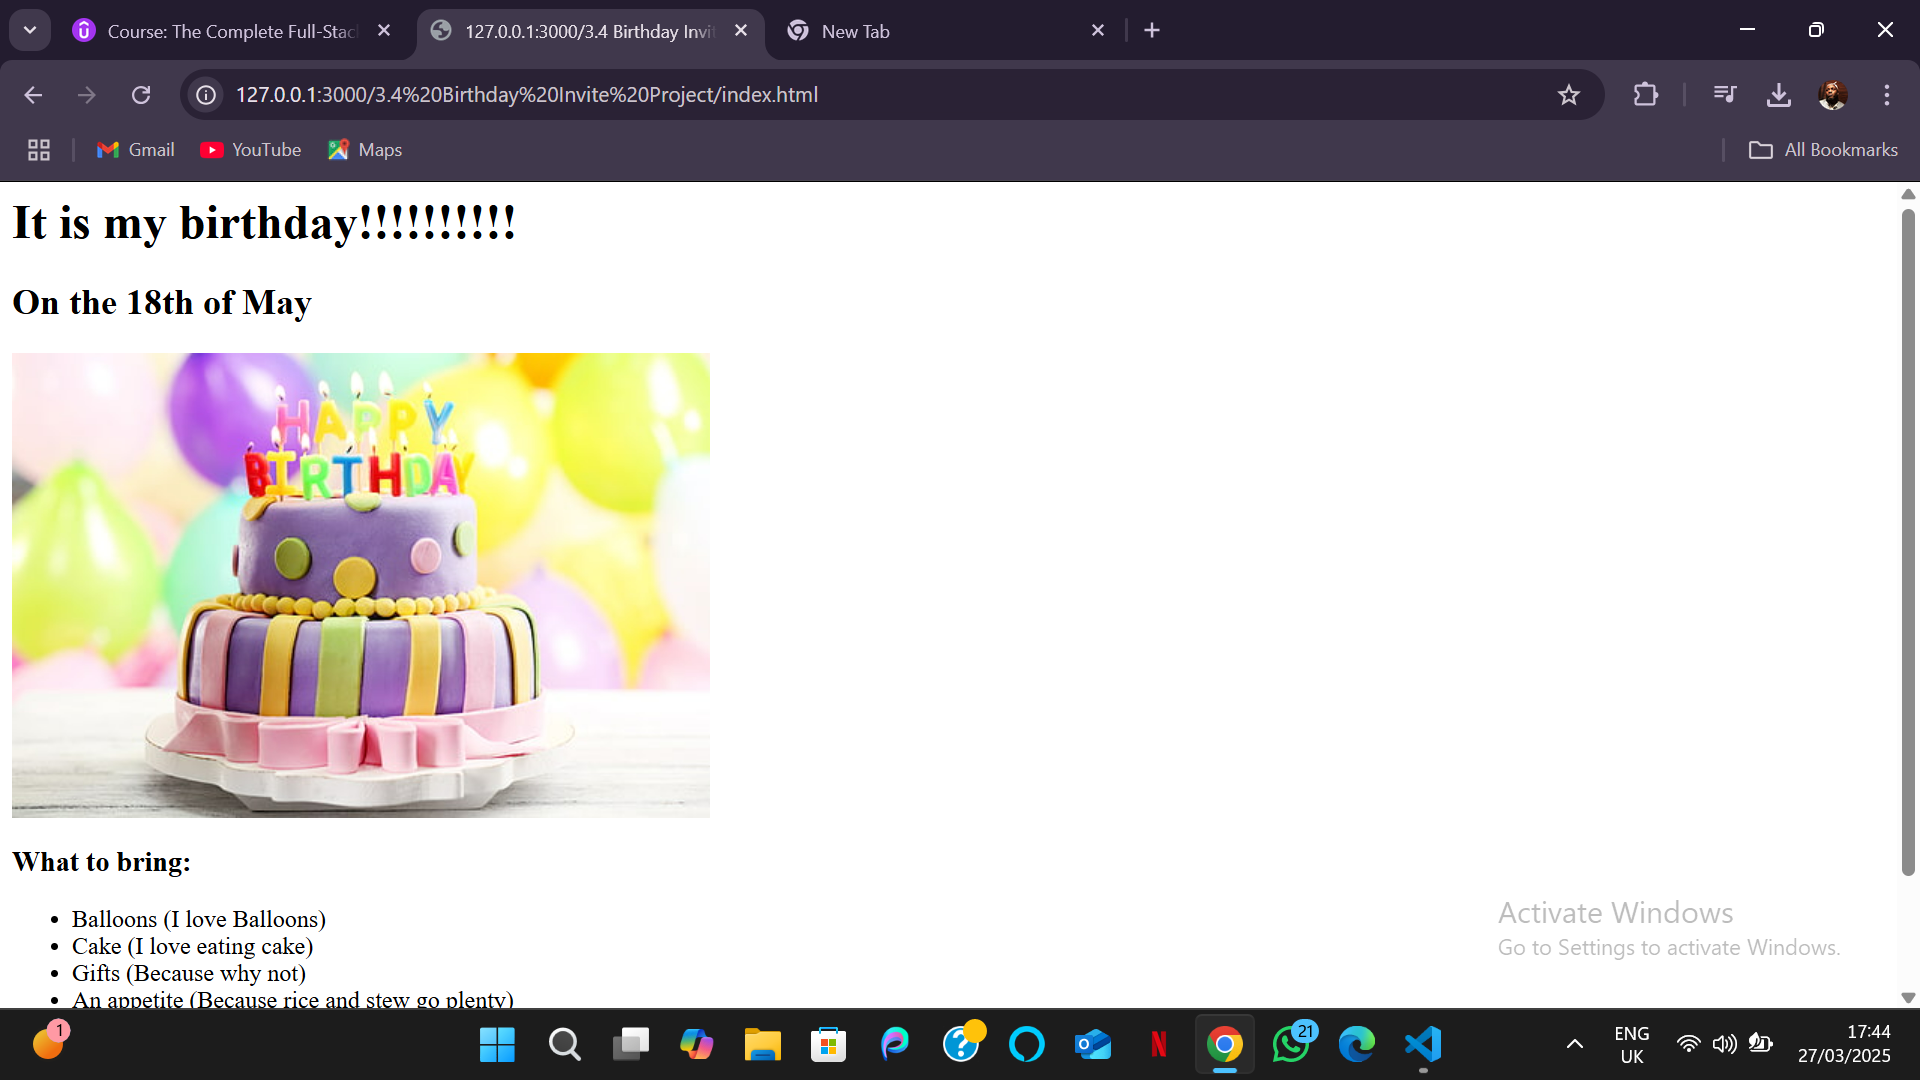 Course: The Complete Full-Stac
127.0.0.1:3000/3.4 Birthday Invi
New Tab
127.0.0.1:3000/3.4%20Birthday%20Invite%20Project/index.html
Gmail
YouTube
Maps
All Bookmarks
It is my birthday!!!!!!!!!!
On the 18th of May
HAPPY
BIRTHDAY
What to bring:
Balloons (I love Balloons)
Cake (I love eating cake)
Gifts (Because why not)
An appetite (Because rice and stew go plenty)
Activate Windows
Go to Settings to activate Windows.
1
21
ENG
UK
17:44
27/03/2025